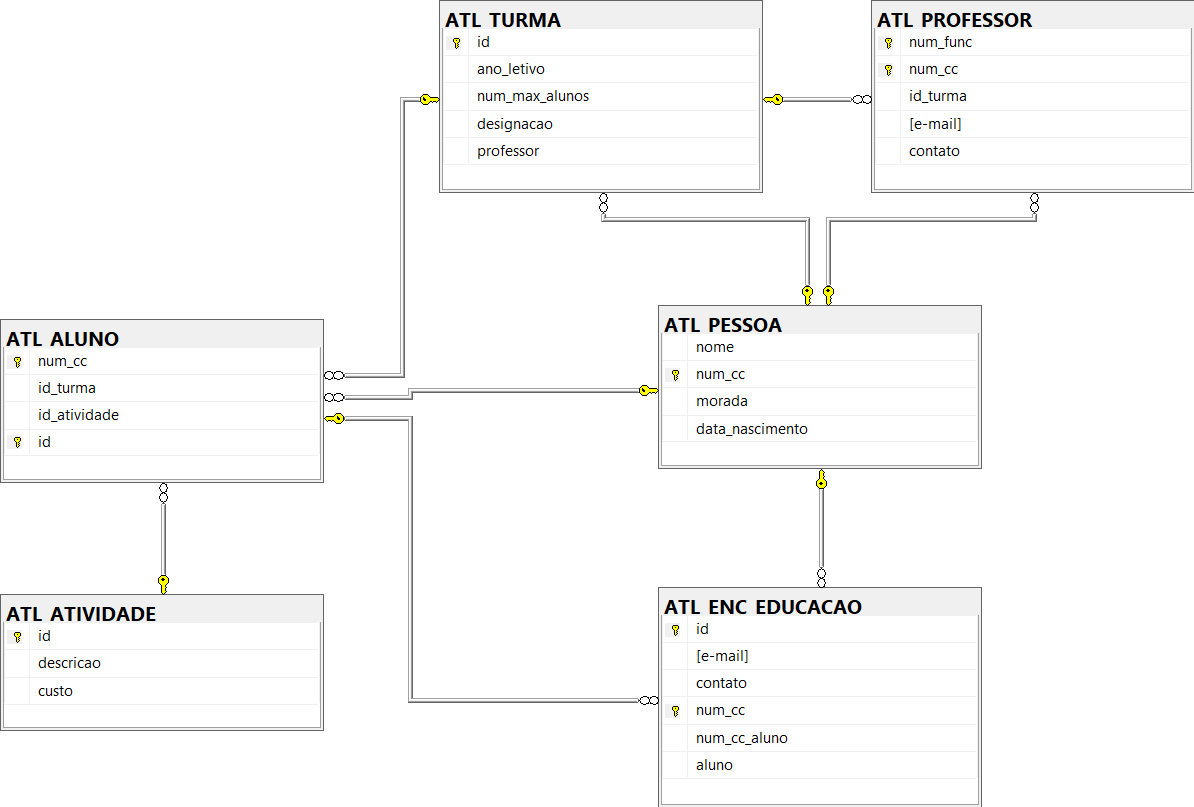 ATL TURMA
id
ano_letivo
num_max_alunos
designacao
professor
ATL PROFESSOR
num_func
num_cc
id_turma
[e-mail]
contato
ATL ALUNO
num_cc
id_turma
id_atividade
id
ATL PESSOA
nome
num_cc
morada
data_nascimento
ATL ATIVIDADE
id
descricao
custo
ATL ENC EDUCACAO
id
[e-mail]
contato
num_cc
num_cc_aluno
aluno